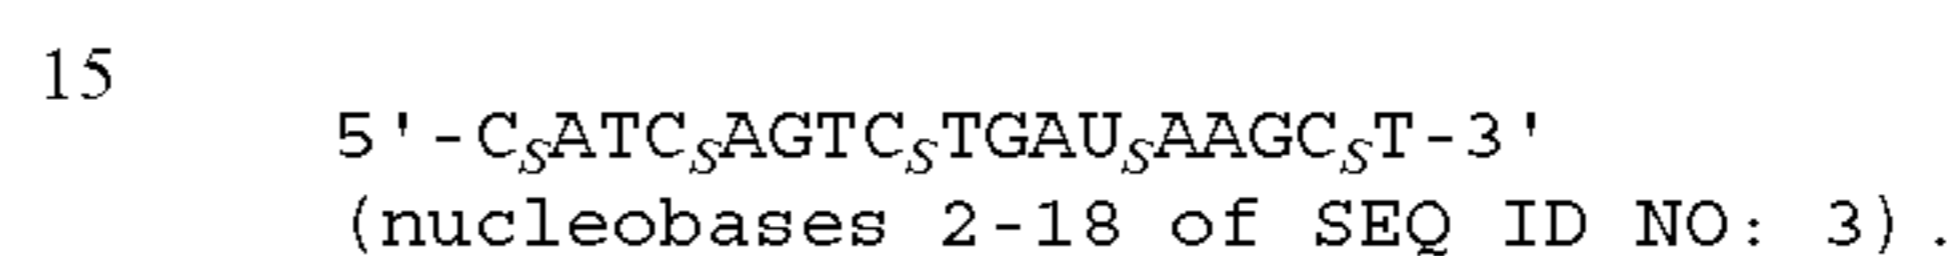 15
5'-CSATCSAGTCSTGAUSAAGCST-3'
(nucleobases 2-18 of SEQ ID NO: 3).